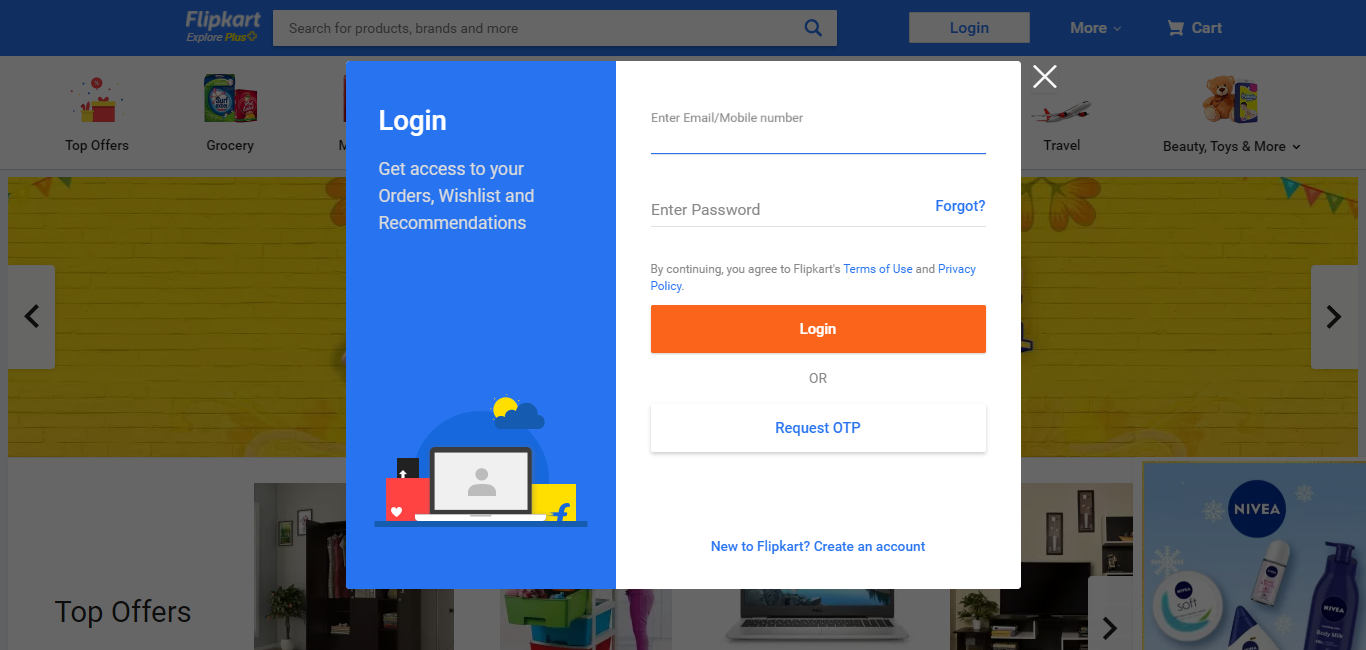 Flipkart
Explore Plus
Search for products, brands and more
Login
More
Cart
Top Offers
Grocery
M
Travel
Beauty, Toys & More
Login
Get access to your
Orders, Wishlist and
Recommendations
Enter Email/Mobile number
Enter Password
Forgot?
By continuing, you agree to Flipkart's Terms of Use and Privacy
Policy.
Login
OR
Request OTP
New to Flipkart? Create an account
Top Offers
NIVEA
NIVEA
soft
NIVEA
Body Milk